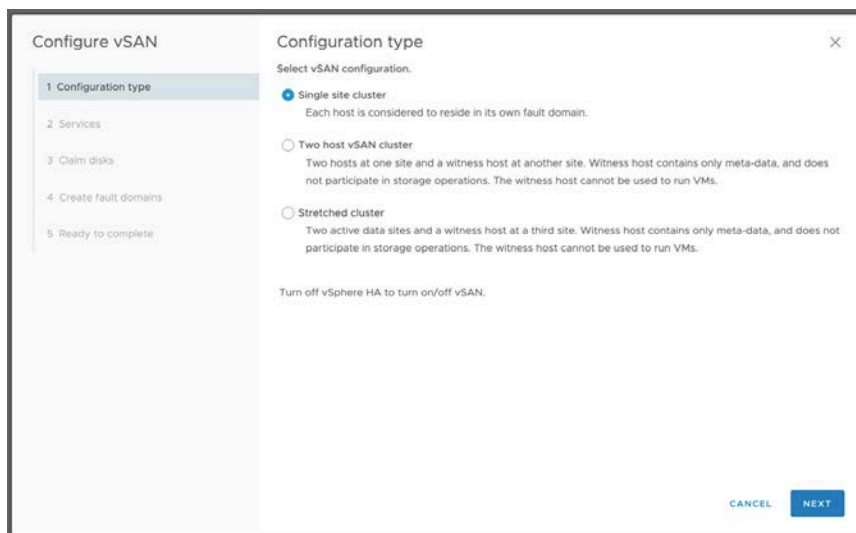 Configure vSAN
1 Configuration type
2 Services
3 Claim disks
4 Create fault domains
5 Ready to complete
Configuration type
Select vSAN configuration.
Single site cluster
Each host is considered to reside in its own fault domain.
Two host vSAN cluster
Two hosts at one site and a witness host at another site. Witness host contains only meta-data, and does
not participate in storage operations. The witness host cannot be used to run VMs.
Stretched cluster
Two active data sites and a witness host at a third site. Witness host contains only meta-data, and does not
participate in storage operations. The witness host cannot be used to run VMs.
Turn off vSphere HA to turn on/off vSAN.
CANCEL NEXT